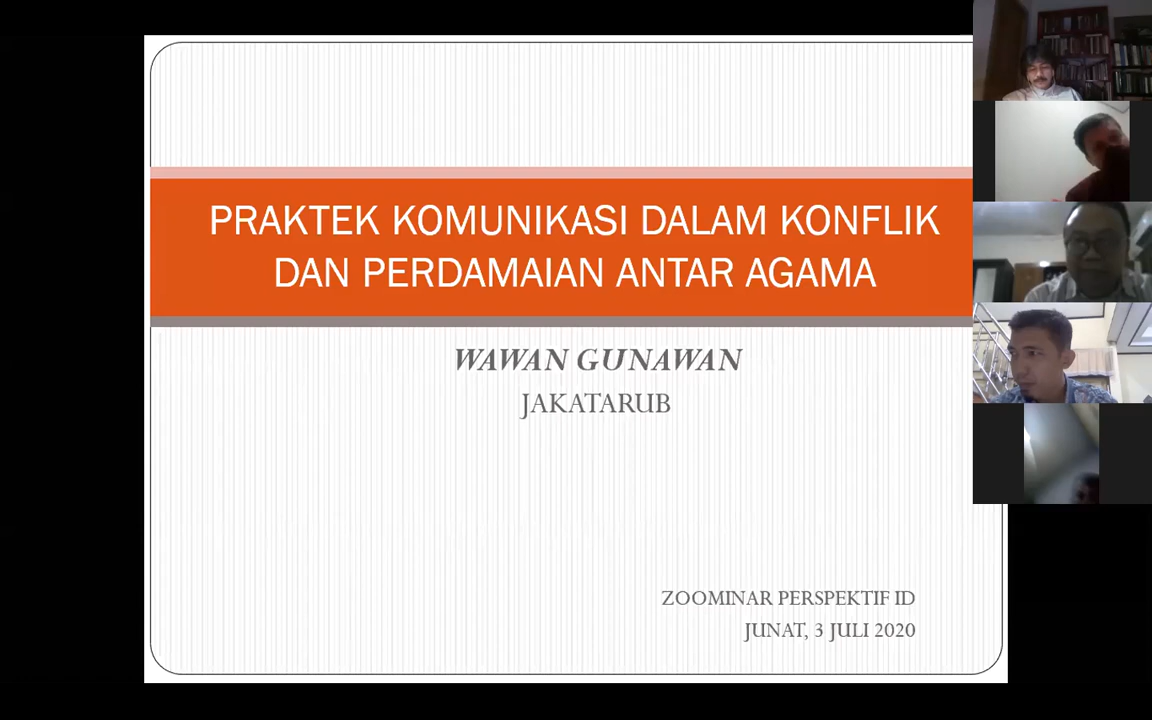 PRAKTEK KOMUNIKASI DALAM KONFLIK
DAN PERDAMAIAN ANTAR AGAMA
WAWAN GUNAWAN
JAKATARUB
ZOOMINAR PERSPEKTIF ID
JUNAT, 3 JULI 2020